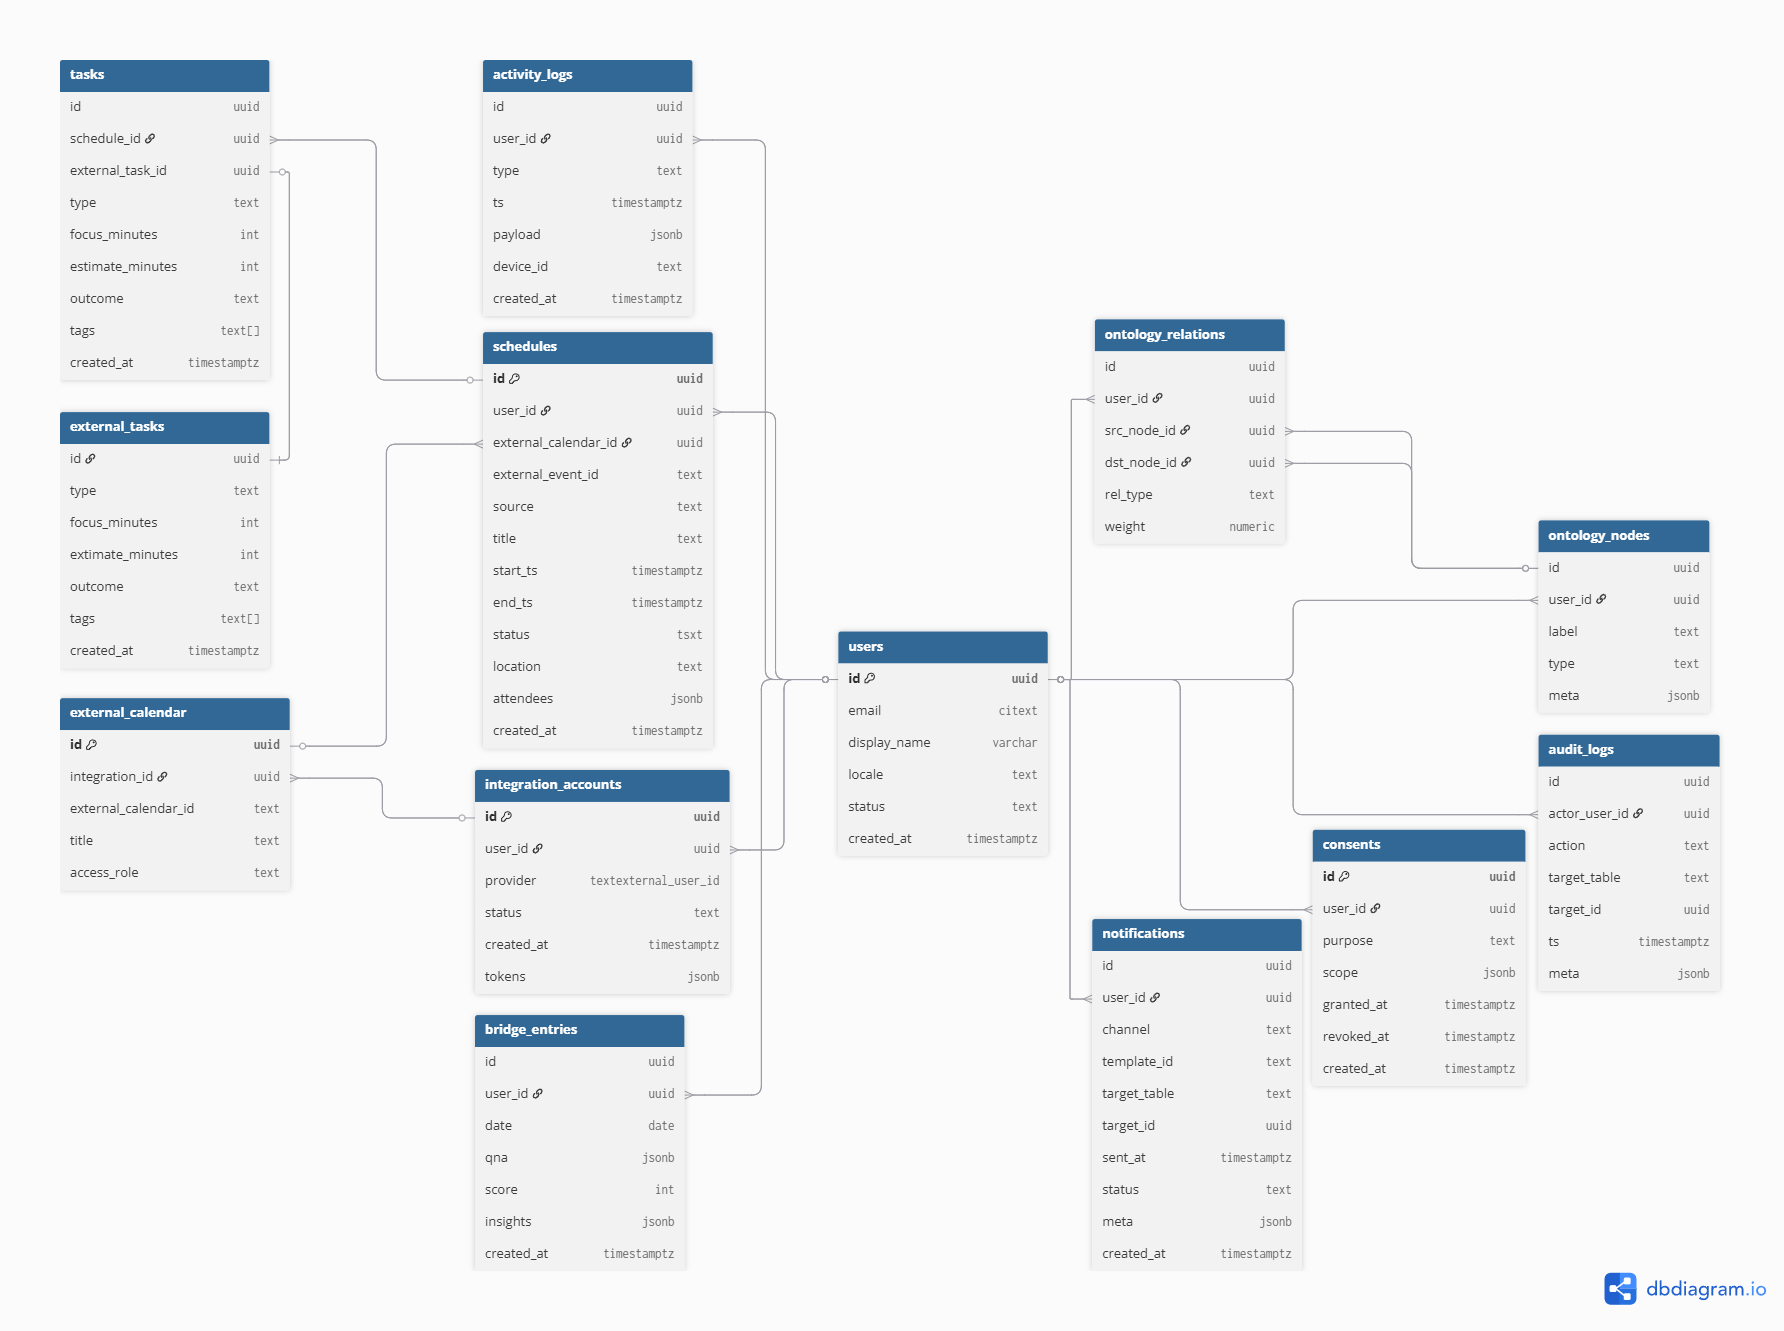 tasks
id uuid
schedule_id uuid
external_task_id uuid
type text
focus_minutes int
estimate_minutes int
outcome text
tags text[]
created_at timestamptz
external_tasks
id uuid
type text
focus_minutes int
extimate_minutes int
outcome text
tags text[]
created_at timestamptz
external_calendar
id uuid
integration_id uuid
external_calendar_id text
title text
access_role text
activity_logs
id uuid
user_id uuid
type text
ts timestamptz
payload jsonb
device_id text
created_at timestamptz
schedules
id uuid
user_id uuid
external_calendar_id uuid
external_event_id text
source text
title text
start_ts timestamptz
end_ts timestamptz
status tsxt
location text
attendees jsonb
created_at timestamptz
integration_accounts
id uuid
user_id uuid
provider textexternal_user_id
status text
created_at timestamptz
tokens jsonb
bridge_entries
id uuid
user_id uuid
date date
qna jsonb
score int
insights jsonb
created_at timestamptz
users
id uuid
email citext
display_name varchar
locale text
status text
created_at timestamptz
ontology_relations
id uuid
user_id uuid
src_node_id uuid
dst_node_id uuid
rel_type text
weight numeric
notifications
id uuid
user_id uuid
channel text
template_id text
target_table text
target_id uuid
sent_at timestamptz
status text
meta jsonb
created_at timestamptz
consents
id uuid
user_id uuid
purpose text
scope jsonb
granted_at timestamptz
revoked_at timestamptz
created_at timestamptz
ontology_nodes
id uuid
user_id uuid
label text
type text
meta jsonb
audit_logs
id uuid
actor_user_id uuid
action text
target_table text
target_id uuid
ts timestamptz
meta jsonb
dbdiagram.io